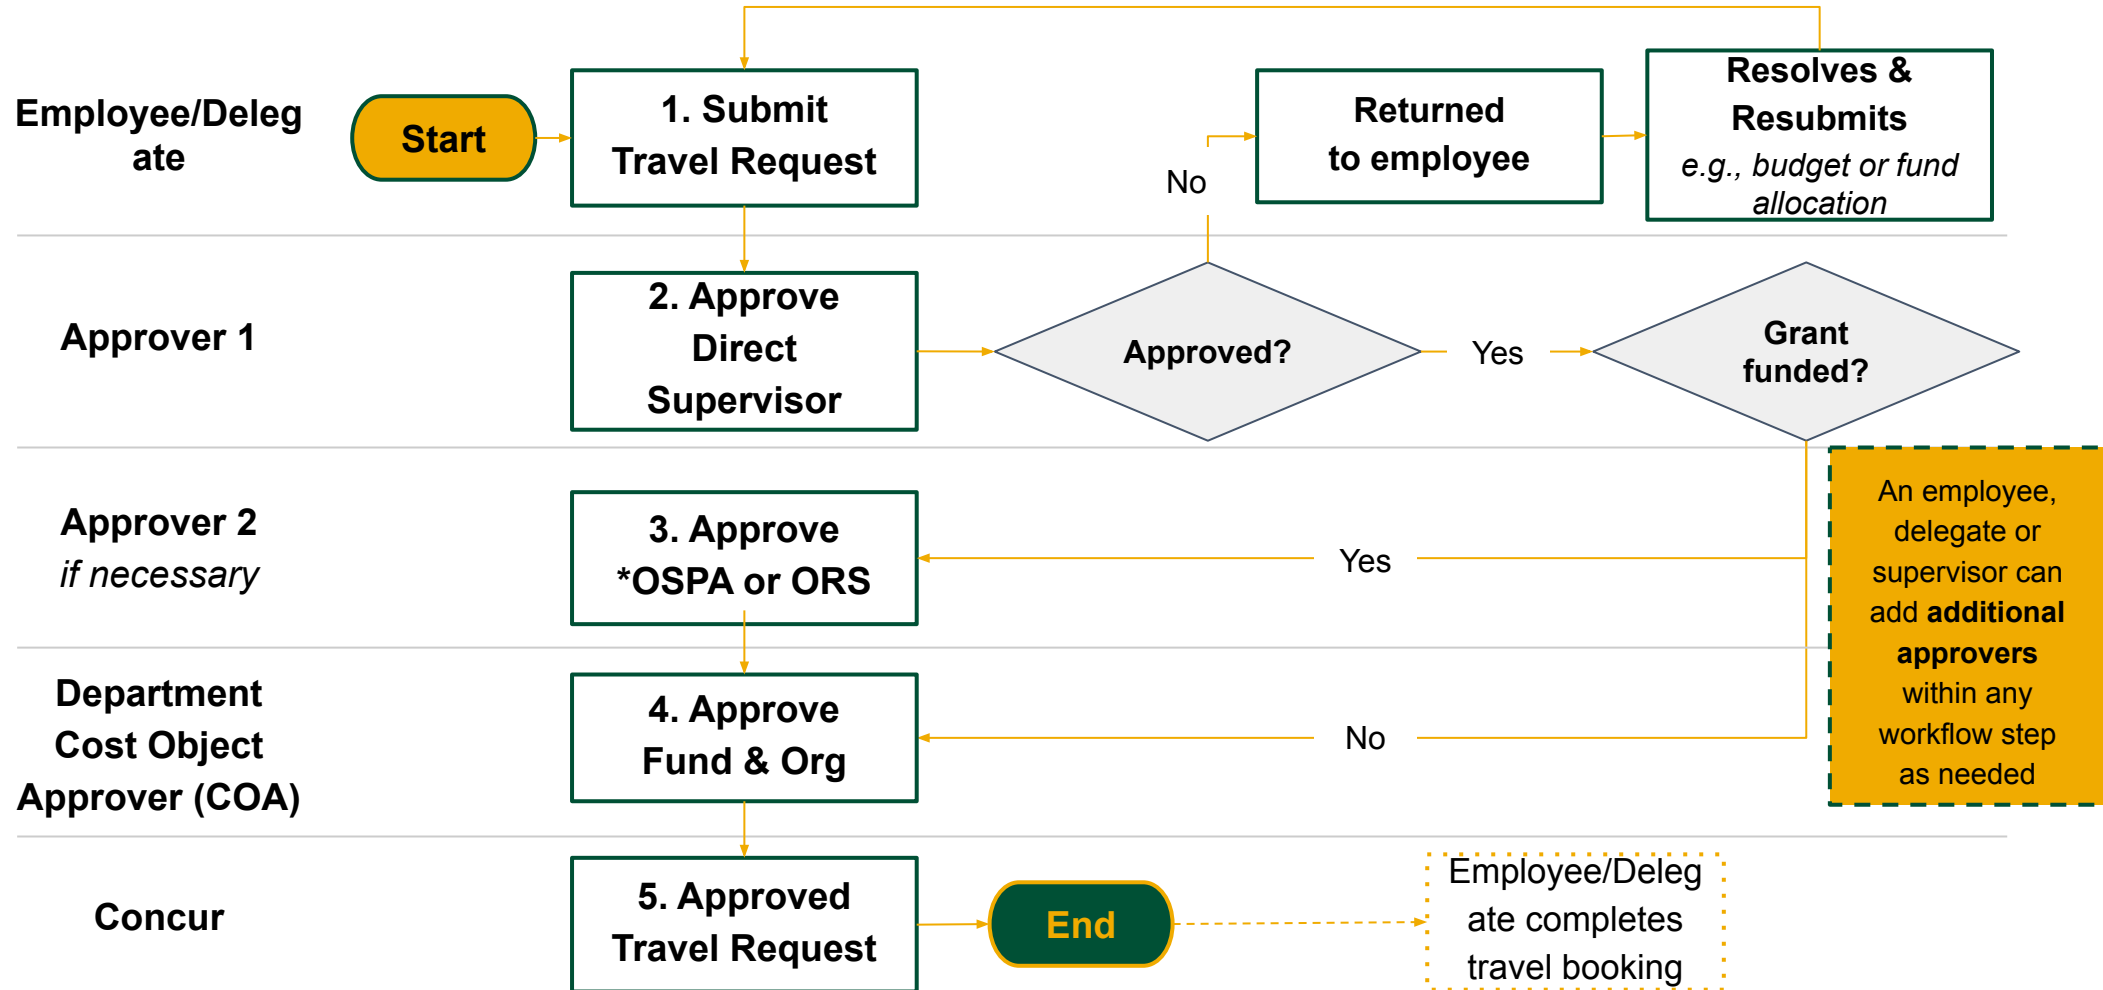 Employee/Deleg
ate
Start
1. Submit
Travel Request
No
Returned
to employee
Resolves &
Resubmits
e.g., budget or fund
allocation
Approver 1
2. Approve
Direct
Supervisor
Approved?
Yes
Grant
funded?
Approver 2
if necessary
3. Approve
*OSPA or ORS
Yes
An employee,
delegate or
supervisor can
add additional
approvers
within any
workflow step
as needed
Department
Cost Object
Approver (COA)
4. Approve
Fund & Org
No
Concur
5. Approved
Travel Request
End
Employee/Deleg
ate completes
travel booking